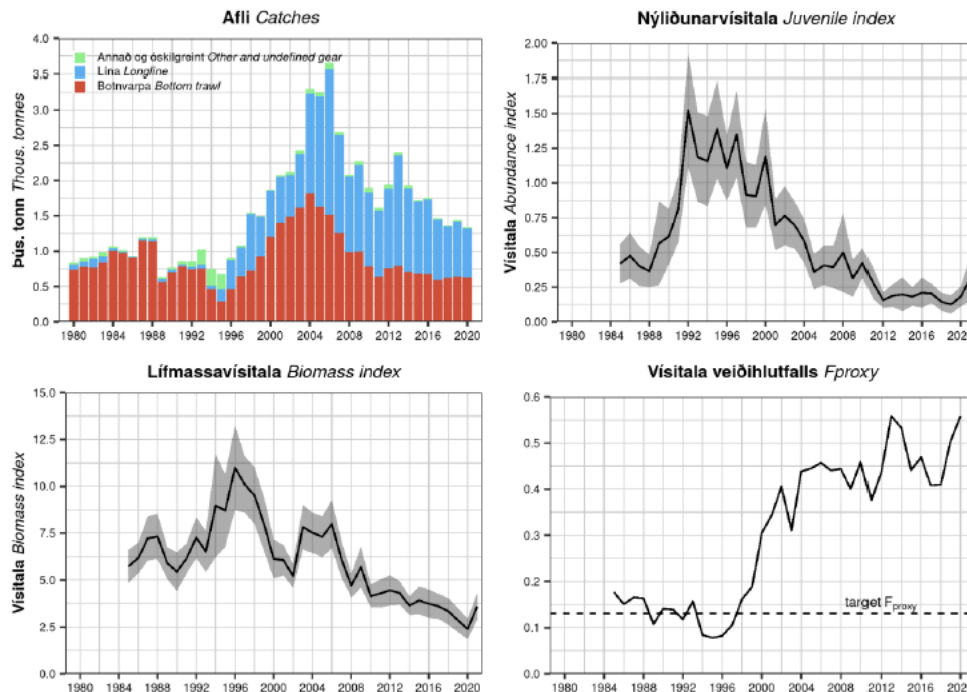 Afli Catches
Þús. tonn Thous. tonnes
4.0
3.5
3.0
2.5
2.0
1.5
1.0
0.5
0.0
Annað og óskilgreint Other and undefined gear
Lína Longline
Botnvarpa Bottom trawl
1980 1984 1988 1992 1996 2000 2004 2008 2012 2016 2020
Nýliðunarvísitala Juvenile index
Vísitala Abundance index
2.00
1.75
1.50
1.25
1.00
0.75
0.50
0.25
0.00
1980 1984 1988 1992 1996 2000 2004 2008 2012 2016
Lífmassavísitala Biomass index
Vísitala Biomass index
15.0
12.5
10.0
7.5
5.0
2.5
0.0
1980 1984 1988 1992 1996 2000 2004 2008 2012 2016 2020
Vísitala veiðihlutfalls Fproxy
0.6
0.5
0.4
0.3
0.2
0.1
0.0
target Fproxy
1980 1984 1988 1992 1996 2000 2004 2008 2012 2016